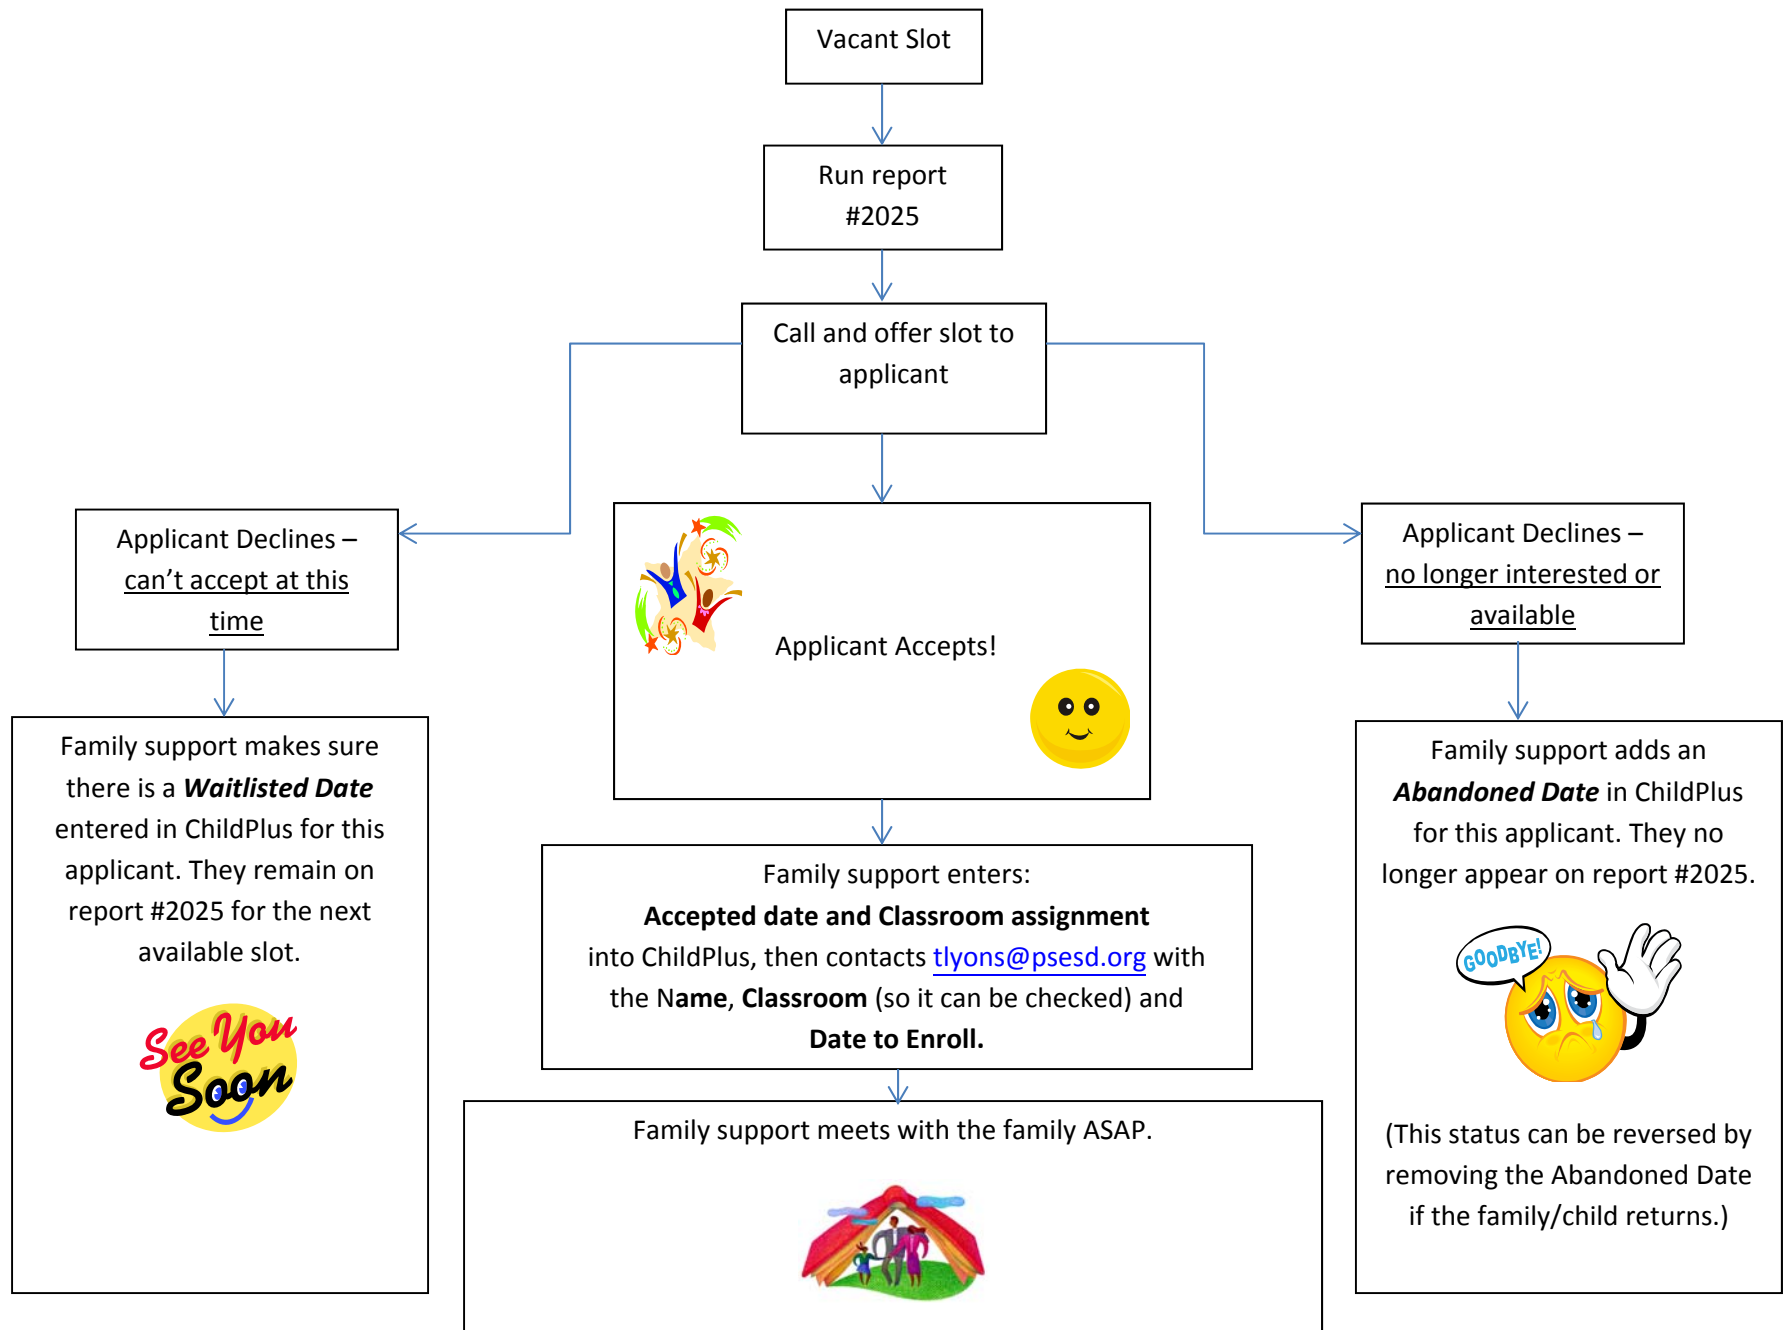 Vacant Slot
Run report
#2025
Call and offer slot to
applicant
Applicant Declines –
can’t accept at this
time
Applicant Accepts!
Applicant Declines –
no longer interested or
available
Family support makes sure
there is a Waitlisted Date
entered in ChildPlus for this
applicant. They remain on
report #2025 for the next
available slot.
See You
Soon
Family support enters:
Accepted date and Classroom assignment
into ChildPlus, then contacts tlyons@psesd.org with
the Name, Classroom (so it can be checked) and
Date to Enroll.
Family support meets with the family ASAP.
Family support adds an
Abandoned Date in ChildPlus
for this applicant. They no
longer appear on report #2025.
GOODBYE!
(This status can be reversed by
removing the Abandoned Date
if the family/child returns.)